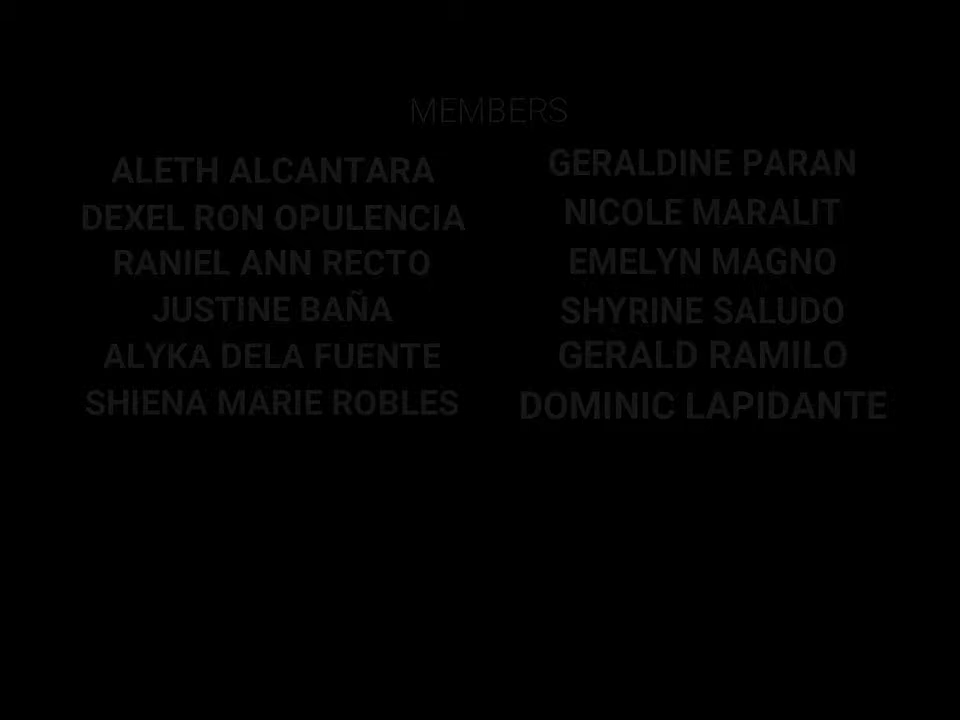 MEMBERS
ALETH ALCANTARA
DEXEL RON OPULENCIA
RANIEL ANN RECTO
JUSTINE BAÑA
ALYKA DELA FUENTE
SHIENA MARIE ROBLES
GERALDINE PARAN
NICOLE MARALIT
EMELYN MAGNO
SHYRINE SALUDO
GERALD RAMILO
DOMINIC LAPIDANTE